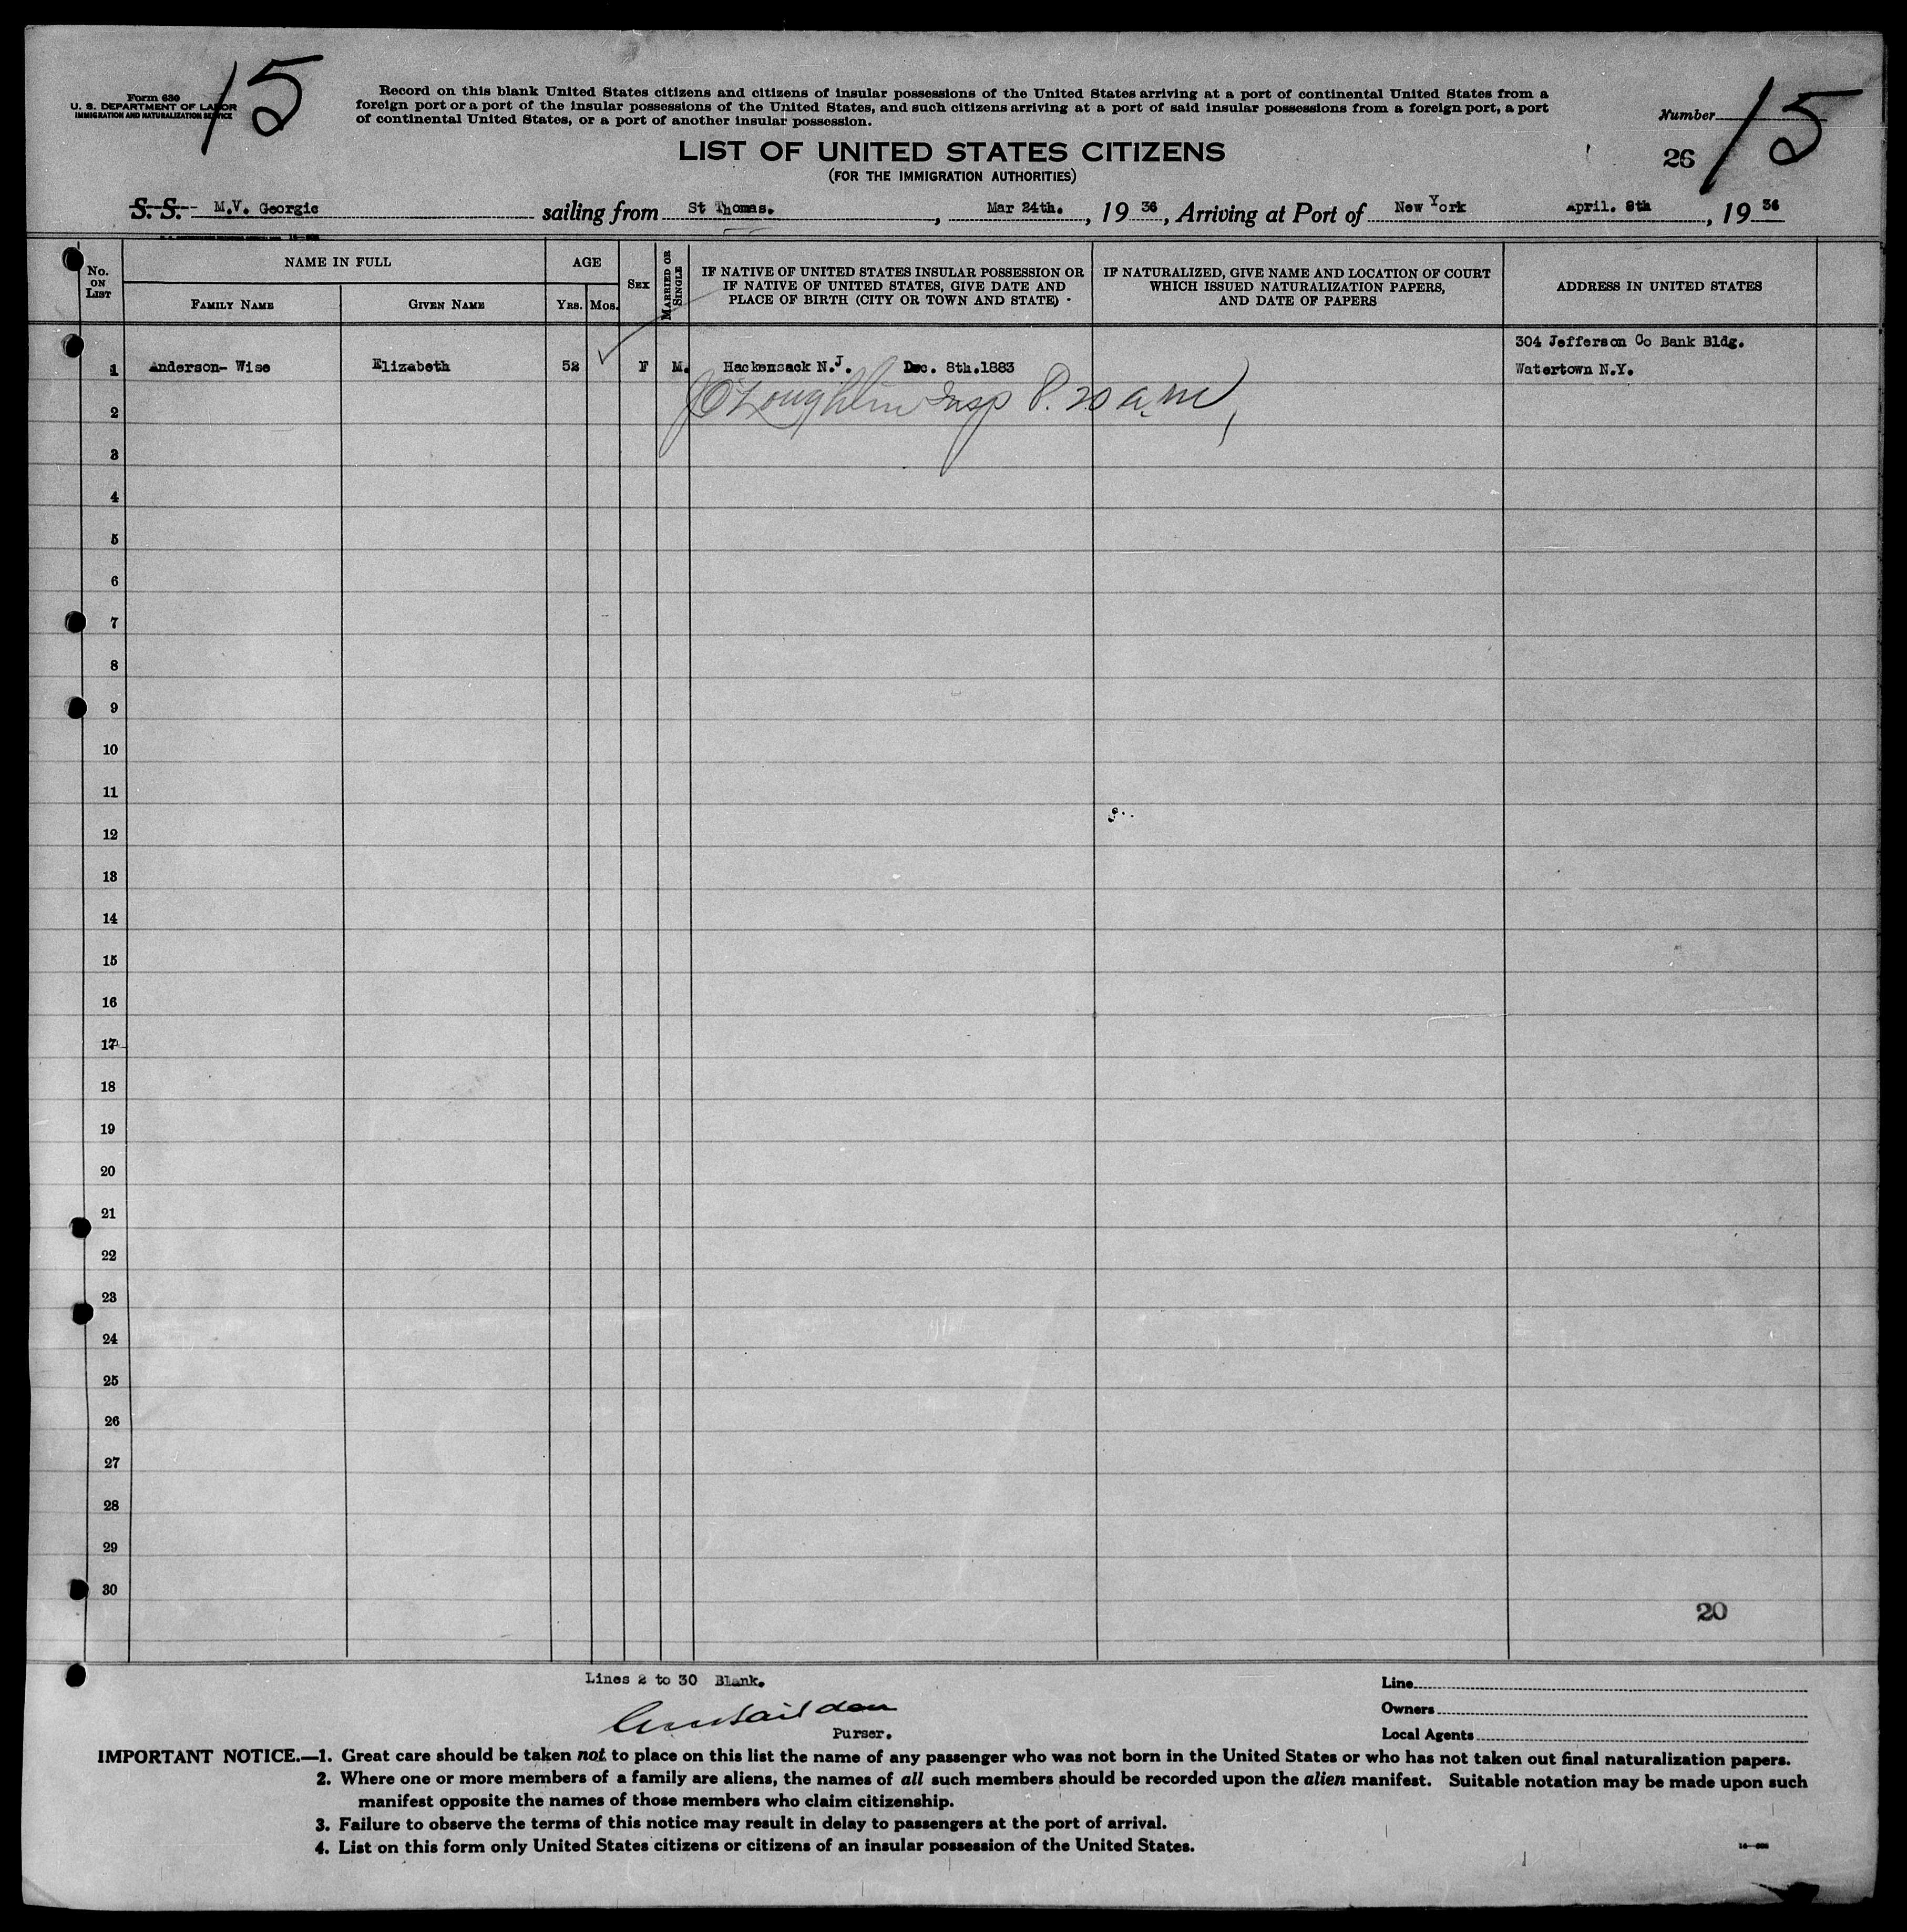 15
Form 630
U. S. DEPARTMENT OF LABOR
IMMIGRATION AND NATURALIZATION SERVICE
Record on this blank United States citizens and citizens of insular possessions of the United States arriving at a port of continental United States from a
foreign port or a port of the insular possessions of the United States, and such citizens arriving at a port of said insular possessions from a foreign port, a port
of continental United States, or a port of another insular possession.
Number 15
26
LIST OF UNITED STATES CITIZENS
(FOR THE IMMIGRATION AUTHORITIES)
S. S. M.V. Georgic sailing from St Thomas. , Mar 24th. , 19 36 , Arriving at Port of New York April. 8th , 19 36
No. ON LIST
NAME IN FULL
FAMILY NAME
GIVEN NAME
AGE
YRS. MOS.
SEX
MARRIED OR SINGLE
IF NATIVE OF UNITED STATES INSULAR POSSESSION OR
IF NATIVE OF UNITED STATES, GIVE DATE AND
PLACE OF BIRTH (CITY OR TOWN AND STATE)
IF NATURALIZED, GIVE NAME AND LOCATION OF COURT
WHICH ISSUED NATURALIZATION PAPERS,
AND DATE OF PAPERS
ADDRESS IN UNITED STATES
304 Jefferson Co Bank Bldg.
1 Anderson- Wise Elizabeth 52 F M. Hackensack N.J. Dec. 8th.1883 Watertown N.Y.
2 J O'Loughlin Insp 8.20 a.m
3
4
5
6
7
8
9
10
11
12
13
14
15
16
17
18
19
20
21
22
23
24
25
26
27
28
29
30
20
Lines 2 to 30 Blank.
Purser.
Line
Owners
Local Agents
IMPORTANT NOTICE.—1. Great care should be taken not to place on this list the name of any passenger who was not born in the United States or who has not taken out final naturalization papers.
2. Where one or more members of a family are aliens, the names of all such members should be recorded upon the alien manifest. Suitable notation may be made upon such
manifest opposite the names of those members who claim citizenship.
3. Failure to observe the terms of this notice may result in delay to passengers at the port of arrival.
4. List on this form only United States citizens or citizens of an insular possession of the United States.